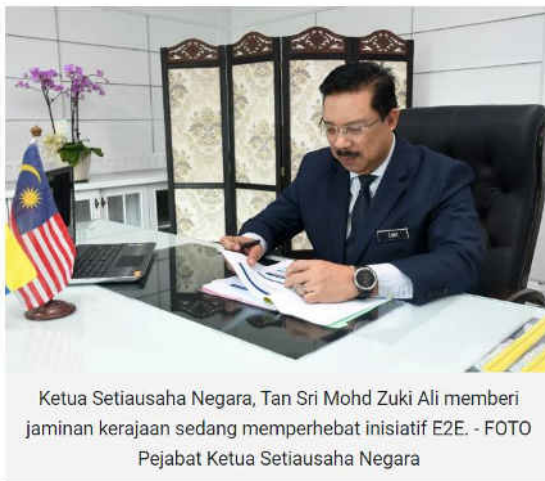 Ketua Setiausaha Negara, Tan Sri Mohd Zuki Ali memberi
jaminan kerajaan sedang memperhebat inisiatif E2E. - FOTO
Pejabat Ketua Setiausaha Negara